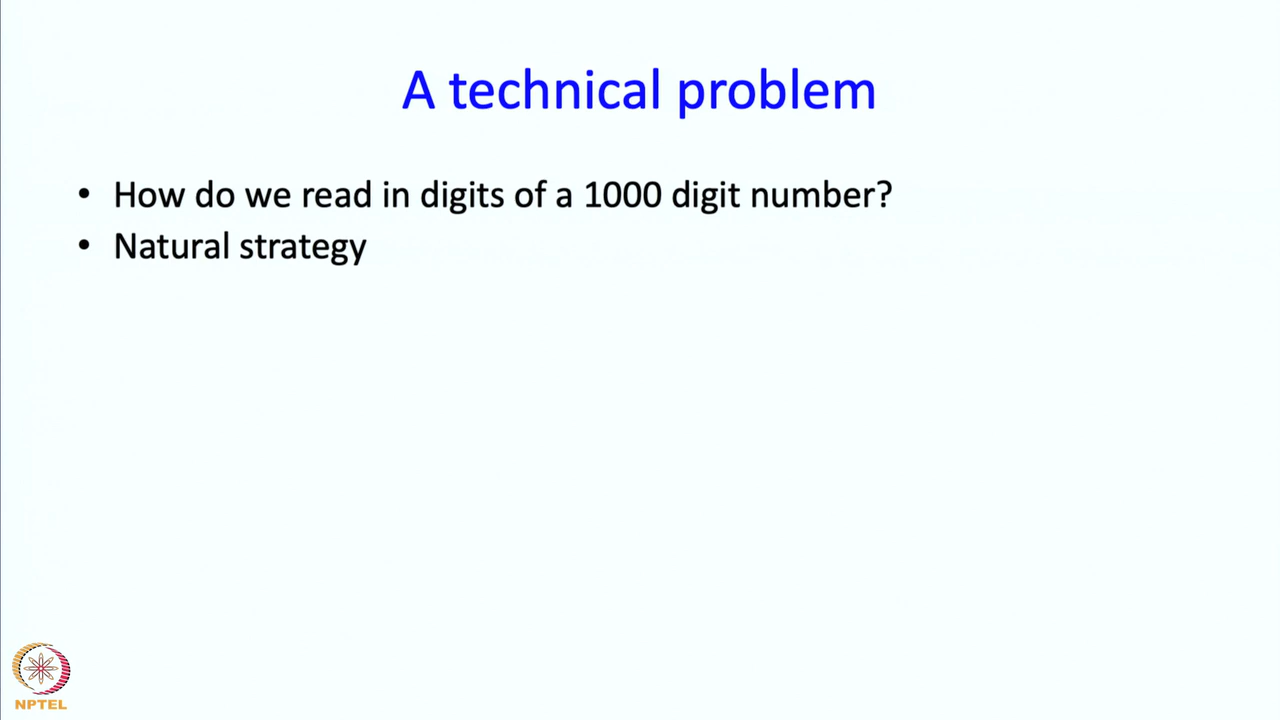 A technical problem
• How do we read in digits of a 1000 digit number?
• Natural strategy
NPTEL